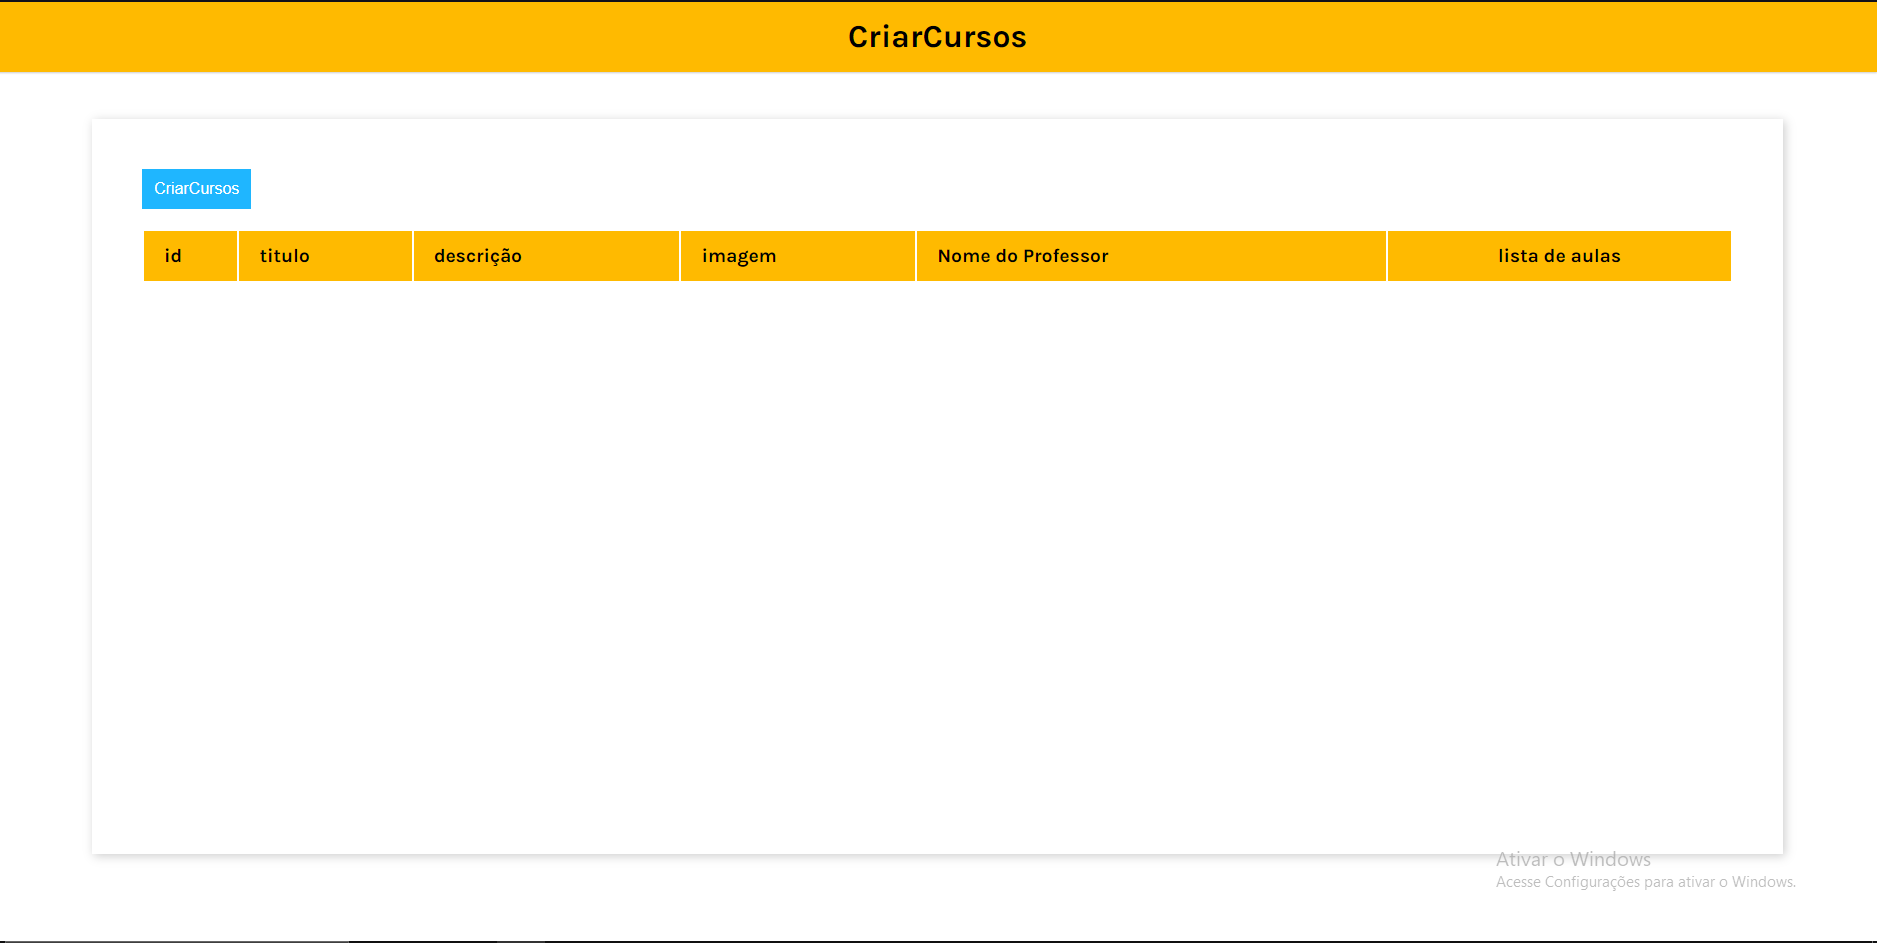 CriarCursos
CriarCursos
id titulo descrição imagem Nome do Professor lista de aulas
Ativar o Windows
Acesse Configurações para ativar o Windows.